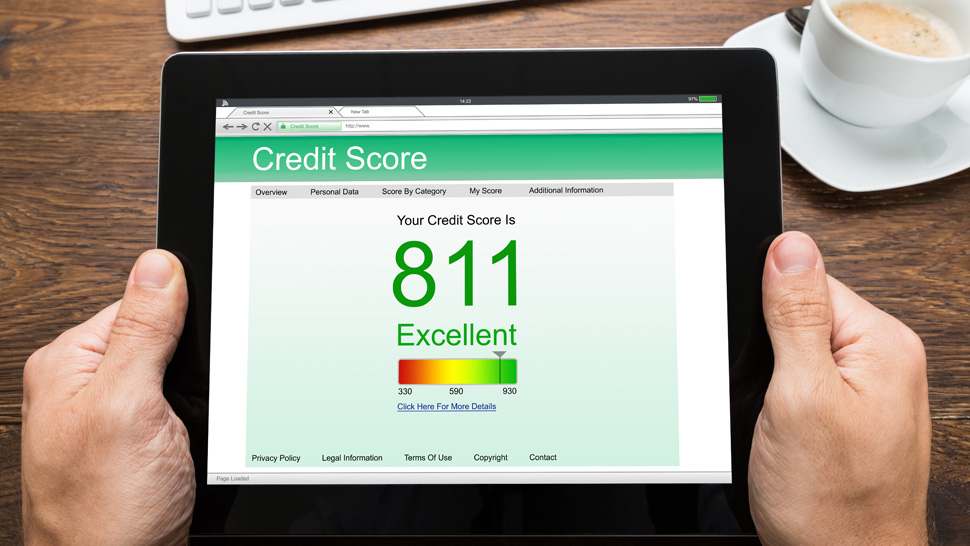 14:23
97%
Credit Score
New Tab
Credit Score
http://www.
Credit Score
Overview Personal Data Score By Category My Score Additional Information
Your Credit Score Is
811
Excellent
330 590 930
Click Here For More Details
Privacy Policy Legal Information Terms Of Use Copyright Contact
Page Loaded